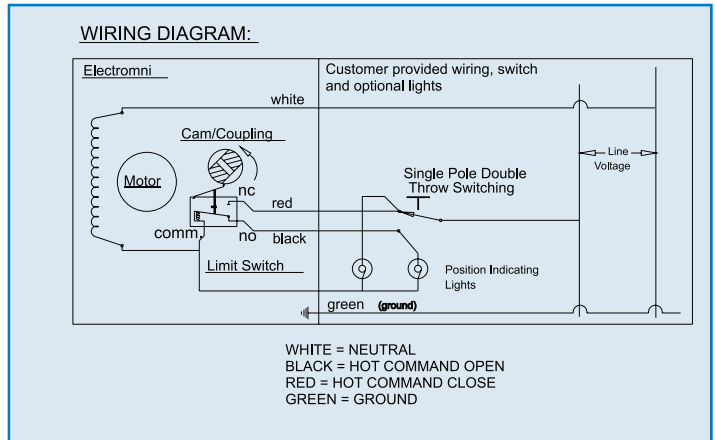 WIRING DIAGRAM:
Electromni
Customer provided wiring, switch
and optional lights
white
Cam/Coupling
Line
Voltage
Motor
Single Pole Double
Throw Switching
nc
red
comm.
no
black
Limit Switch
Position Indicating
Lights
green (ground)
WHITE = NEUTRAL
BLACK = HOT COMMAND OPEN
RED = HOT COMMAND CLOSE
GREEN = GROUND